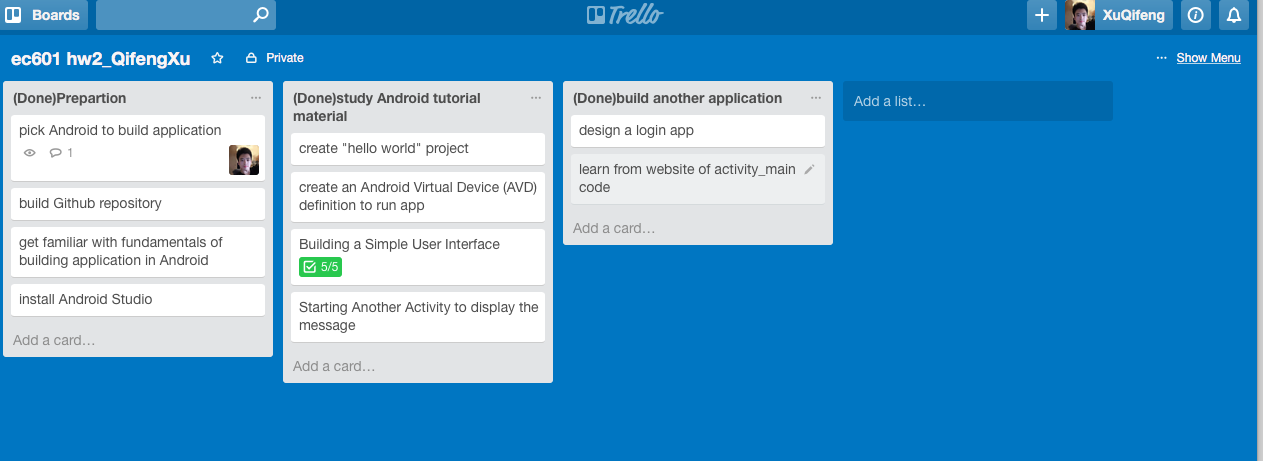 Boards
Trello
XuQifeng
ec601 hw2_QifengXu
Private
... Show Menu
(Done)Prepartion
...
pick Android to build application
1
build Github repository
get familiar with fundamentals of
building application in Android
install Android Studio
Add a card...
(Done)study Android tutorial
material
...
create "hello world" project
create an Android Virtual Device (AVD)
definition to run app
Building a Simple User Interface
5/5
Starting Another Activity to display the
message
Add a card...
(Done)build another application
...
design a login app
learn from website of activity_main
code
Add a card...
Add a list...